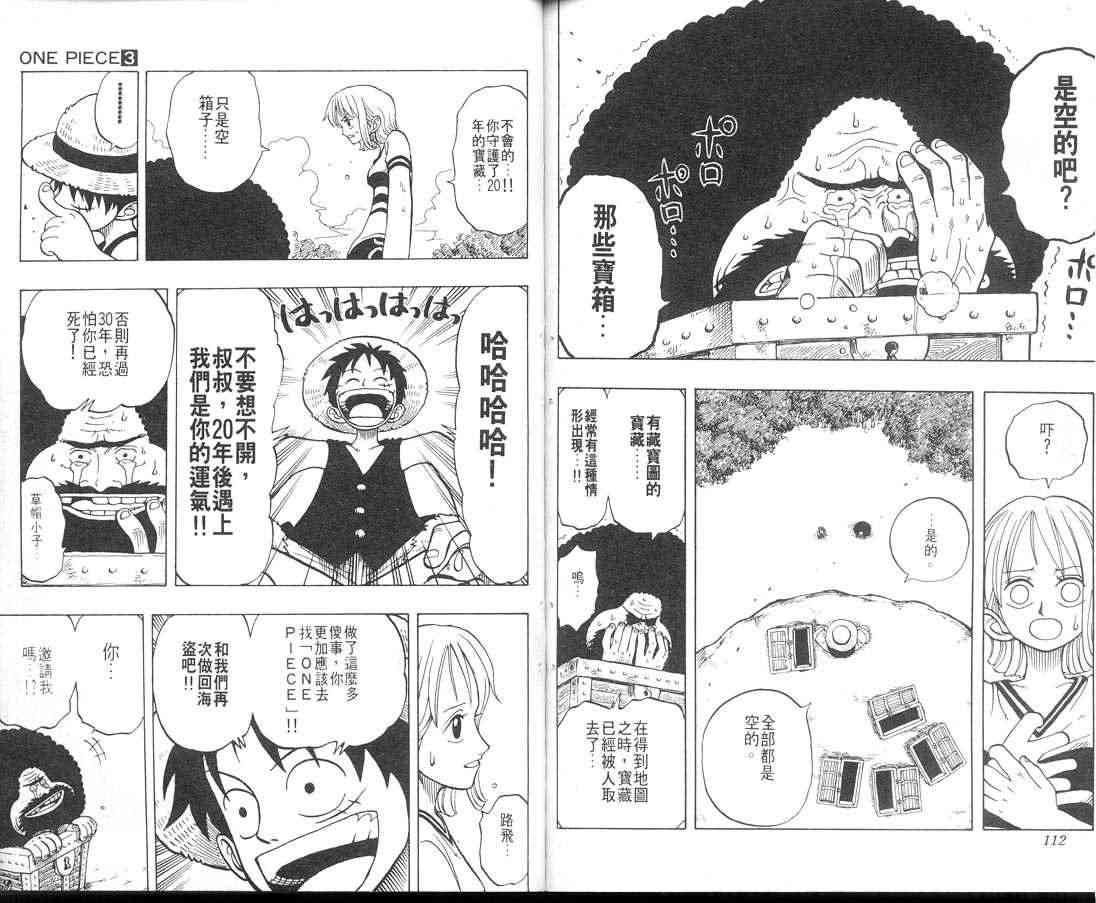 是空的吧?
那些寶箱…
ポロ
ポロ…
ポロ…
吓?
…是的。
全部都是
空的。
有藏寶圖的
寶藏……
經常有這種情
形出現…!!
嗚…
在得到地圖
之時,寶藏
已經被人取
去了…
112
ONE PIECE 3
不會的…!!
你守護了20
年的寶藏…
只是空
箱子……
…………
哈哈哈哈!
はっはっはっはっ
不要想不開,
叔叔,20年後遇上
我們是你的運氣!!
否則再過
30年,恐
怕你已經
死了!
草帽小子…
路飛…
做了這麼多
傻事,你
更加應該去
找「ONE
PIECE」!!
和我們再
次做回海
盜吧!!
你…
邀請我
嗎…!?